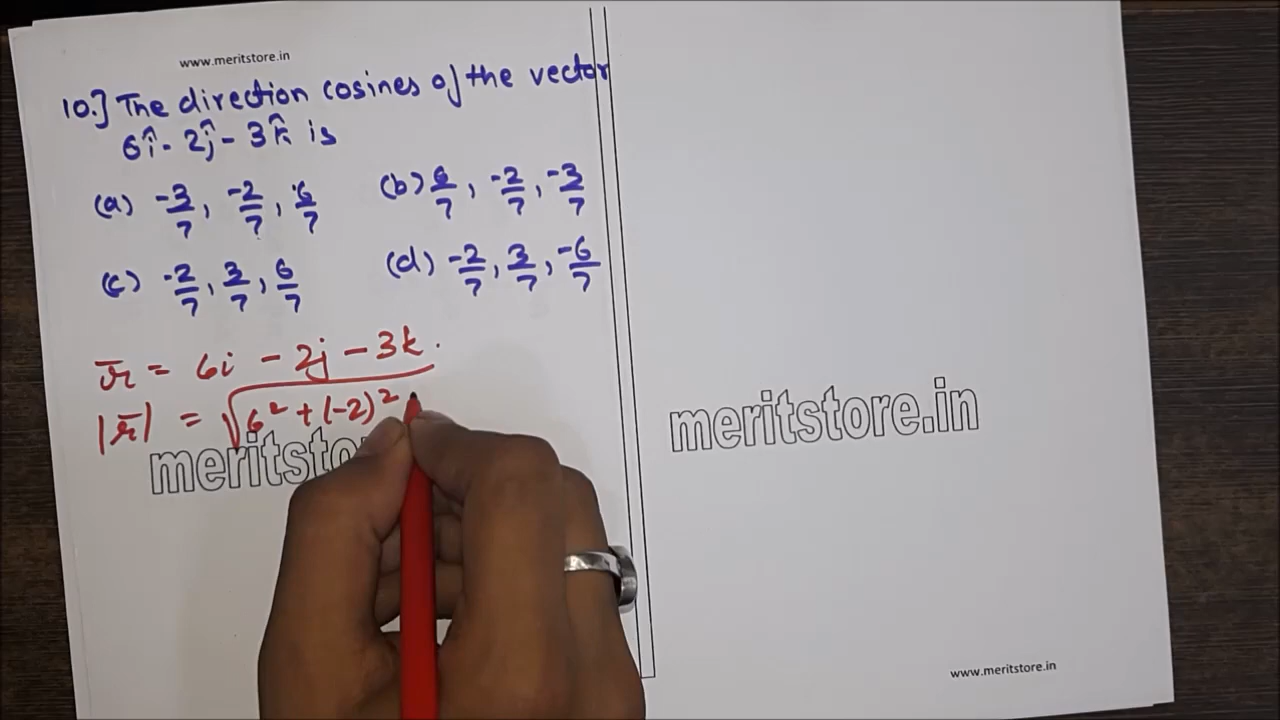 www.meritstore.in
10.] The direction cosines of the vector
6î - 2ĵ - 3k̂ is
(a) -3/7, -2/7, 6/7 (b) 6/7, -2/7, -3/7
(c) -2/7, 3/7, 6/7 (d) -2/7, 3/7, -6/7
r̄ = 6i - 2j - 3k.
|r̄| = √6² + (-2)²
meritsto
meritstore.in
www.meritstore.in